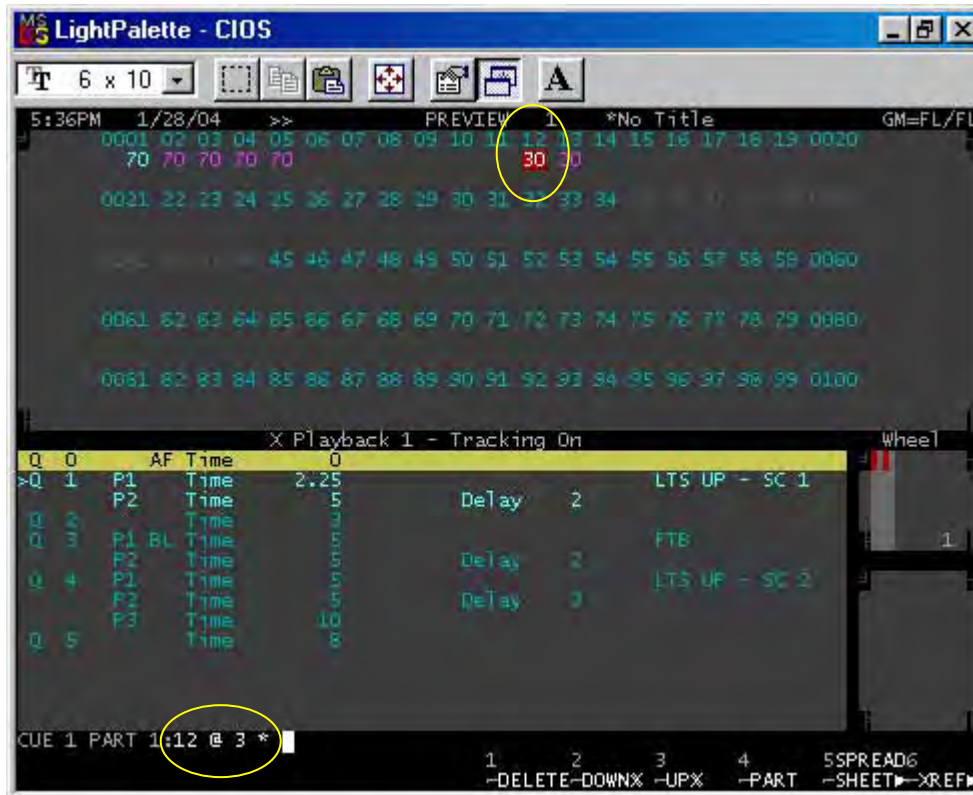 LightPalette - CIOS
6 x 10
5:36PM 1/28/04 >> PREVIEW 1 *No Title GM=FL/FL
0001 02 03 04 05 06 07 08 09 10 11 12 13 14 15 16 17 18 19 0020
70 70 70 70 70 30 30
0021 22 23 24 25 26 27 28 29 30 31 32 33 34
45 46 47 48 49 50 51 52 53 54 55 56 57 58 59 0060
0061 62 63 64 65 66 67 68 69 70 71 72 73 74 75 76 77 78 79 0080
0081 82 83 84 85 86 87 88 89 90 91 92 93 94 95 96 97 98 99 0100
X Playback 1 - Tracking On Wheel
Q 0 AF Time 0
>Q 1 P1 Time 2.25 LTS UP - SC 1
P2 Time 5 Delay 2
Q 2 Time 3
Q 3 P1 BL Time 5 FTB
1
P2 Time 5 Delay 2
Q 4 P1 Time 5 LTS UP - SC 2
P2 Time 5 Delay
P3 Time 10
Q 5 Time 8
CUE 1 PART 1:12 @ 3 *
1 2 3 4 5SPREAD6
-DELETE-DOWN% -UP% -PART -SHEET -XREF